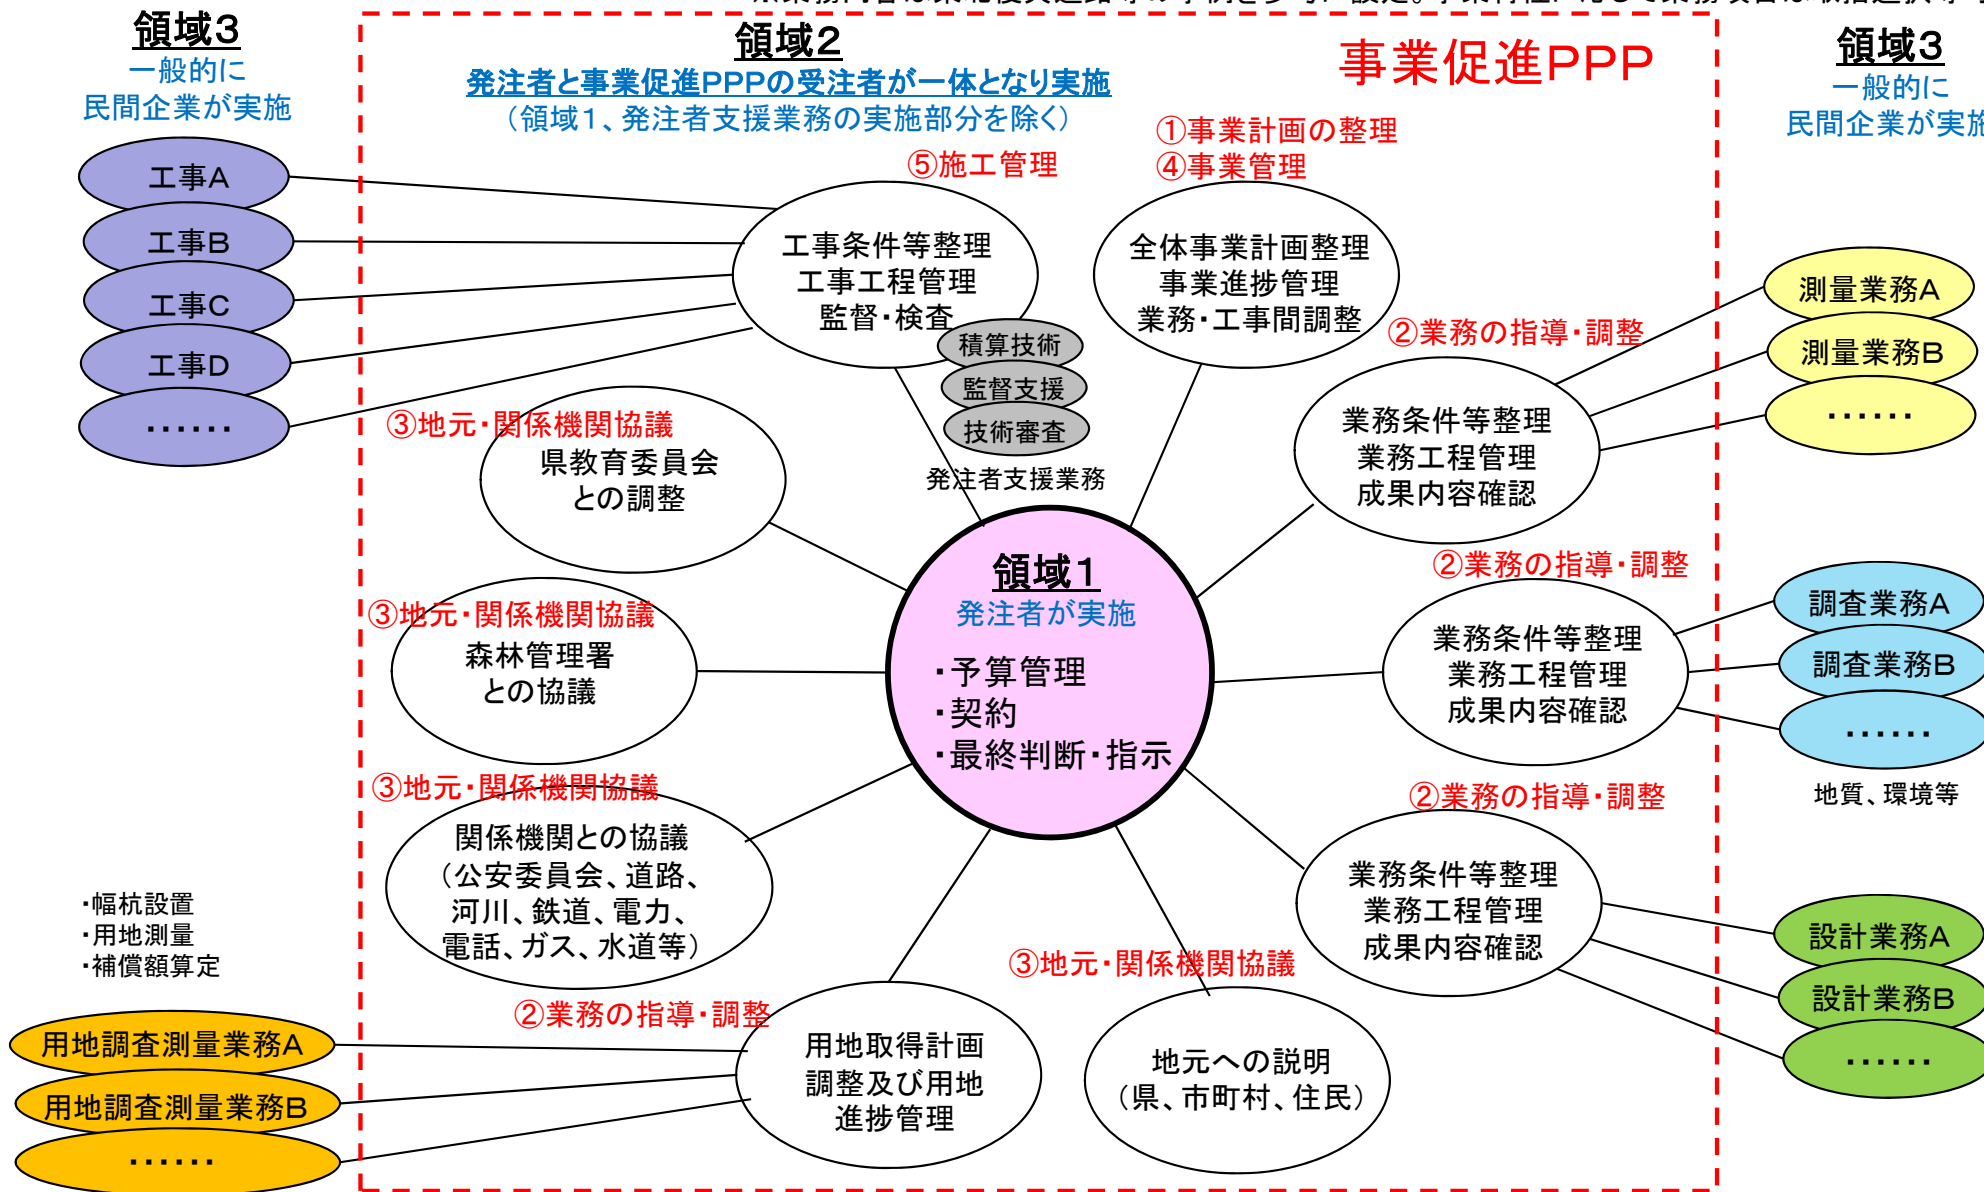 領域3
一般的に
民間企業が実施
工事A
工事B
工事C
工事D
‥‥‥
・幅杭設置
・用地測量
・補償額算定
用地調査測量業務A
用地調査測量業務B
‥‥‥
領域2
発注者と事業促進PPPの受注者が一体となり実施
（領域1、発注者支援業務の実施部分を除く）
事業促進PPP
⑤施工管理
工事条件等整理
工事工程管理
監督・検査
積算技術
監督支援
技術審査
発注者支援業務
①事業計画の整理
④事業管理
全体事業計画整理
事業進捗管理
業務・工事間調整
②業務の指導・調整
業務条件等整理
業務工程管理
成果内容確認
③地元・関係機関協議
県教育委員会
との調整
③地元・関係機関協議
森林管理署
との協議
③地元・関係機関協議
関係機関との協議
（公安委員会、道路、
河川、鉄道、電力、
電話、ガス、水道等）
領域1
発注者が実施
・予算管理
・契約
・最終判断・指示
②業務の指導・調整
業務条件等整理
業務工程管理
成果内容確認
②業務の指導・調整
業務条件等整理
業務工程管理
成果内容確認
②業務の指導・調整
用地取得計画
調整及び用地
進捗管理
③地元・関係機関協議
地元への説明
（県、市町村、住民）
領域3
一般的に
民間企業が実施
測量業務A
測量業務B
‥‥‥
調査業務A
調査業務B
‥‥‥
地質、環境等
設計業務A
設計業務B
‥‥‥